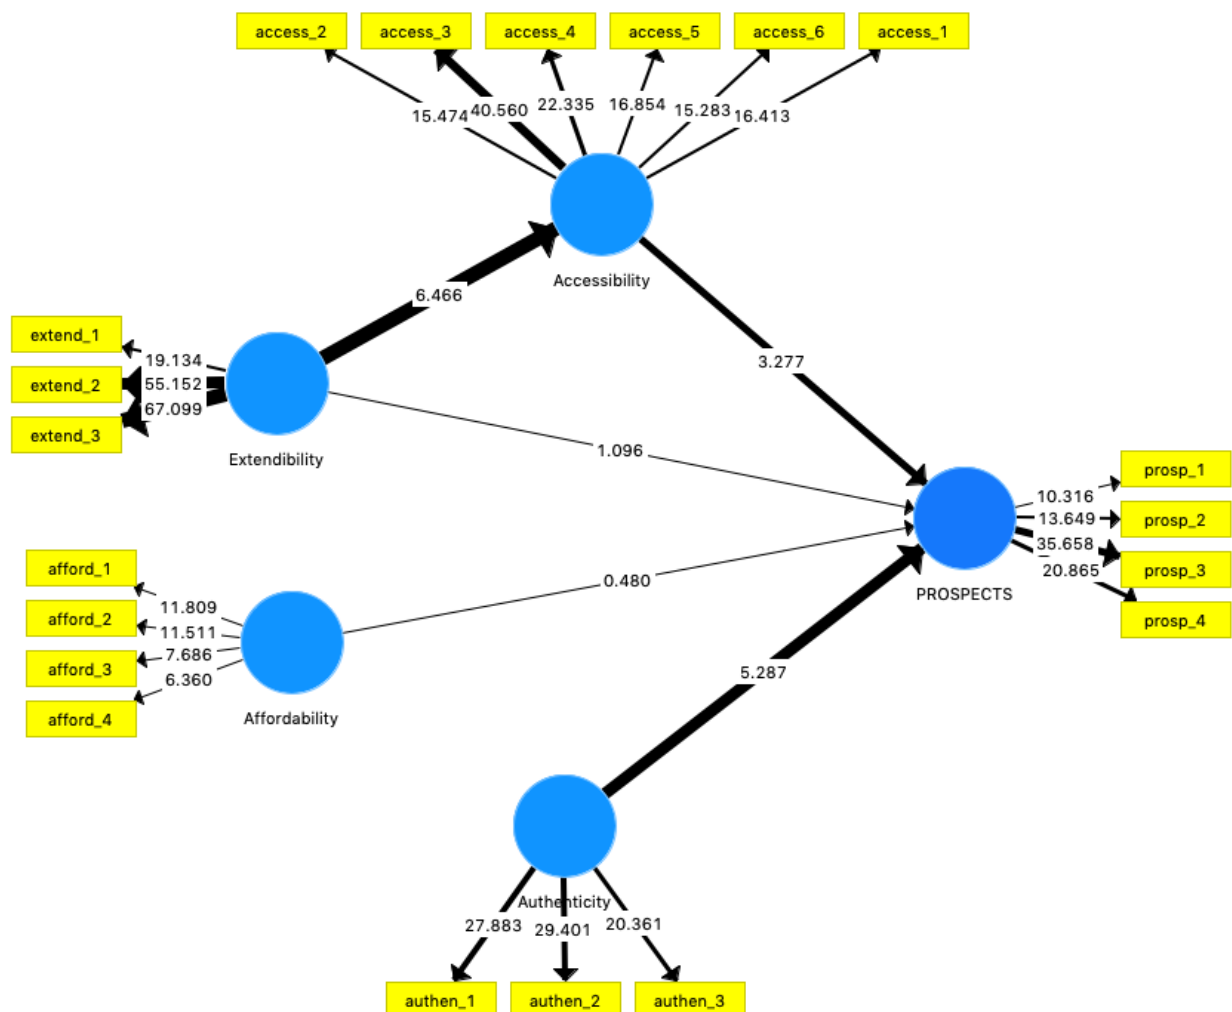 access_2
access_3
access_4
access_5
access_6
access_1
15.474
40.560
22.335
16.854
15.283
16.413
Accessibility
6.466
3.277
extend_1
extend_2
extend_3
19.134
55.152
67.099
Extendibility
1.096
prosp_1
prosp_2
prosp_3
prosp_4
10.316
13.649
35.658
20.865
PROSPECTS
afford_1
afford_2
afford_3
afford_4
11.809
11.511
7.686
6.360
Affordability
0.480
5.287
Authenticity
27.883
29.401
20.361
authen_1
authen_2
authen_3